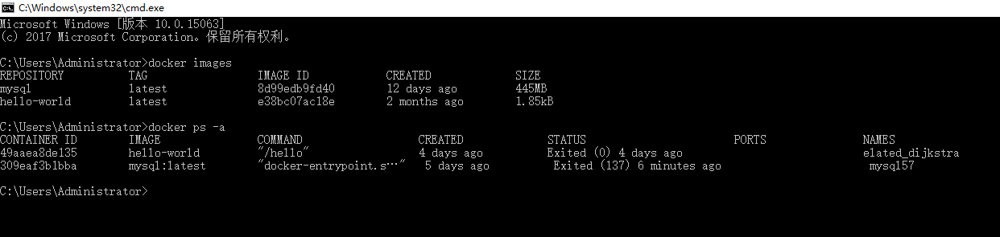 C:\Windows\system32\cmd.exe
Microsoft Windows [版本 10.0.15063]
(c) 2017 Microsoft Corporation。保留所有权利。
C:\Users\Administrator>docker images
REPOSITORY TAG IMAGE ID CREATED SIZE
mysql latest 8d99edb9fd40 12 days ago 445MB
hello-world latest e38bc07ac18e 2 months ago 1.85kB
C:\Users\Administrator>docker ps -a
CONTAINER ID IMAGE COMMAND CREATED STATUS PORTS NAMES
49aaea8de135 hello-world "/hello" 4 days ago Exited (0) 4 days ago elated_dijkstra
309eaf3b1bba mysql:latest "docker-entrypoint.s…" 5 days ago Exited (137) 6 minutes ago mysql57
C:\Users\Administrator>